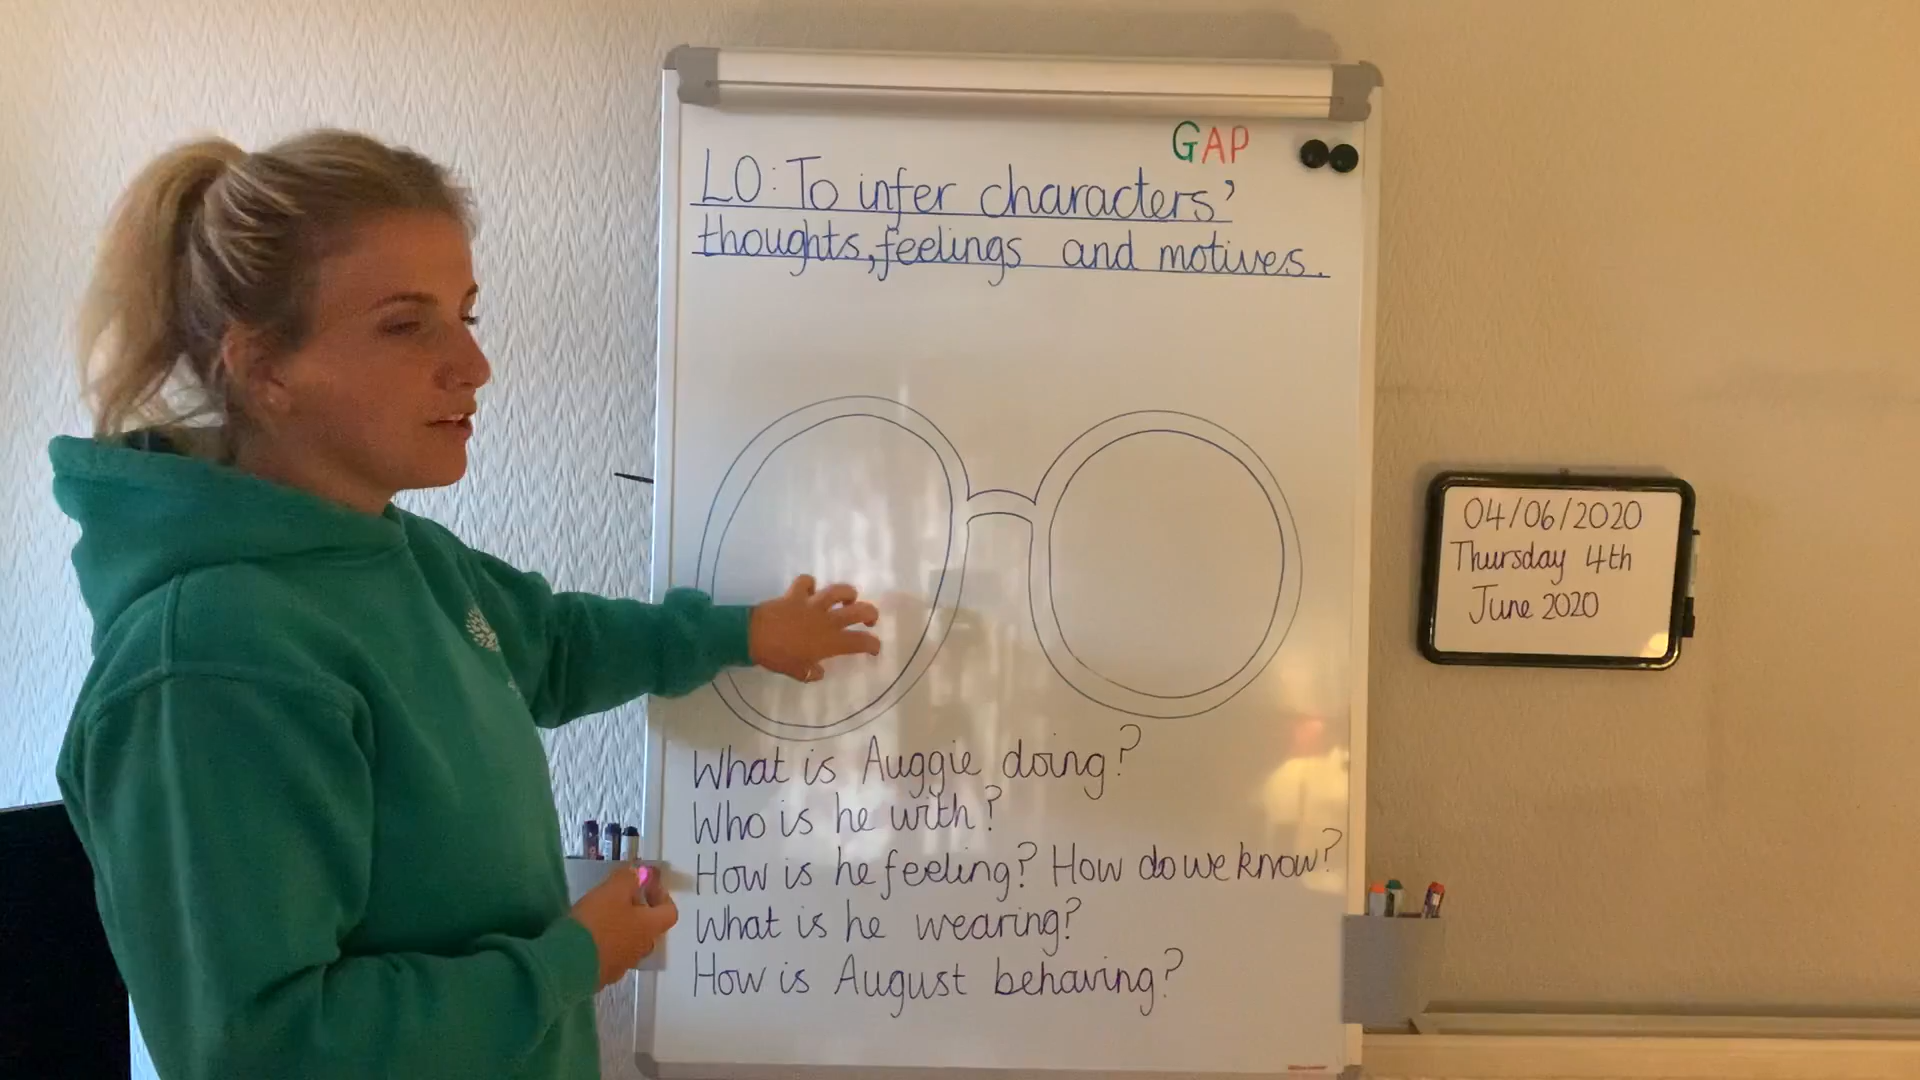 GAP
LO: To infer characters'
thoughts, feelings and motives.
What is Auggie doing?
Who is he with?
How is he feeling? How do we know?
What is he wearing?
How is August behaving?
04/06/2020
Thursday 4th
June 2020